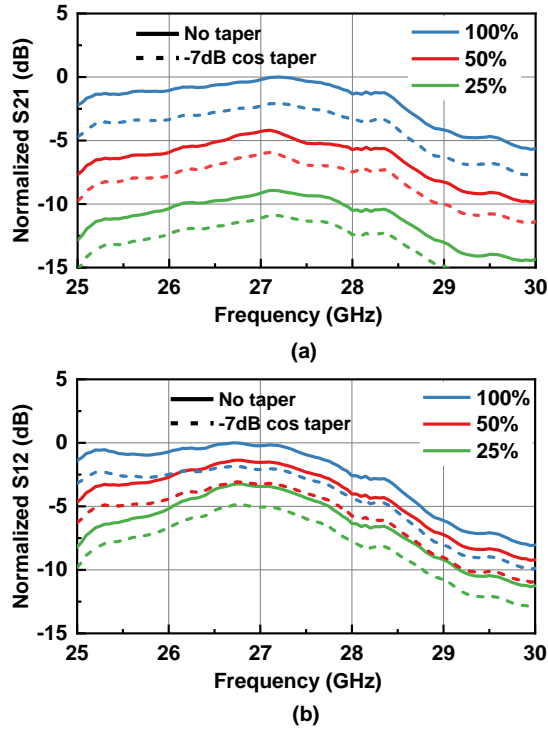 Normalized S21 (dB)
5
0
-5
-10
-15
No taper
-7dB cos taper
100%
50%
25%
25 26 27 28 29 30
Frequency (GHz)
(a)
Normalized S12 (dB)
5
0
-5
-10
-15
No taper
-7dB cos taper
100%
50%
25%
25 26 27 28 29 30
Frequency (GHz)
(b)